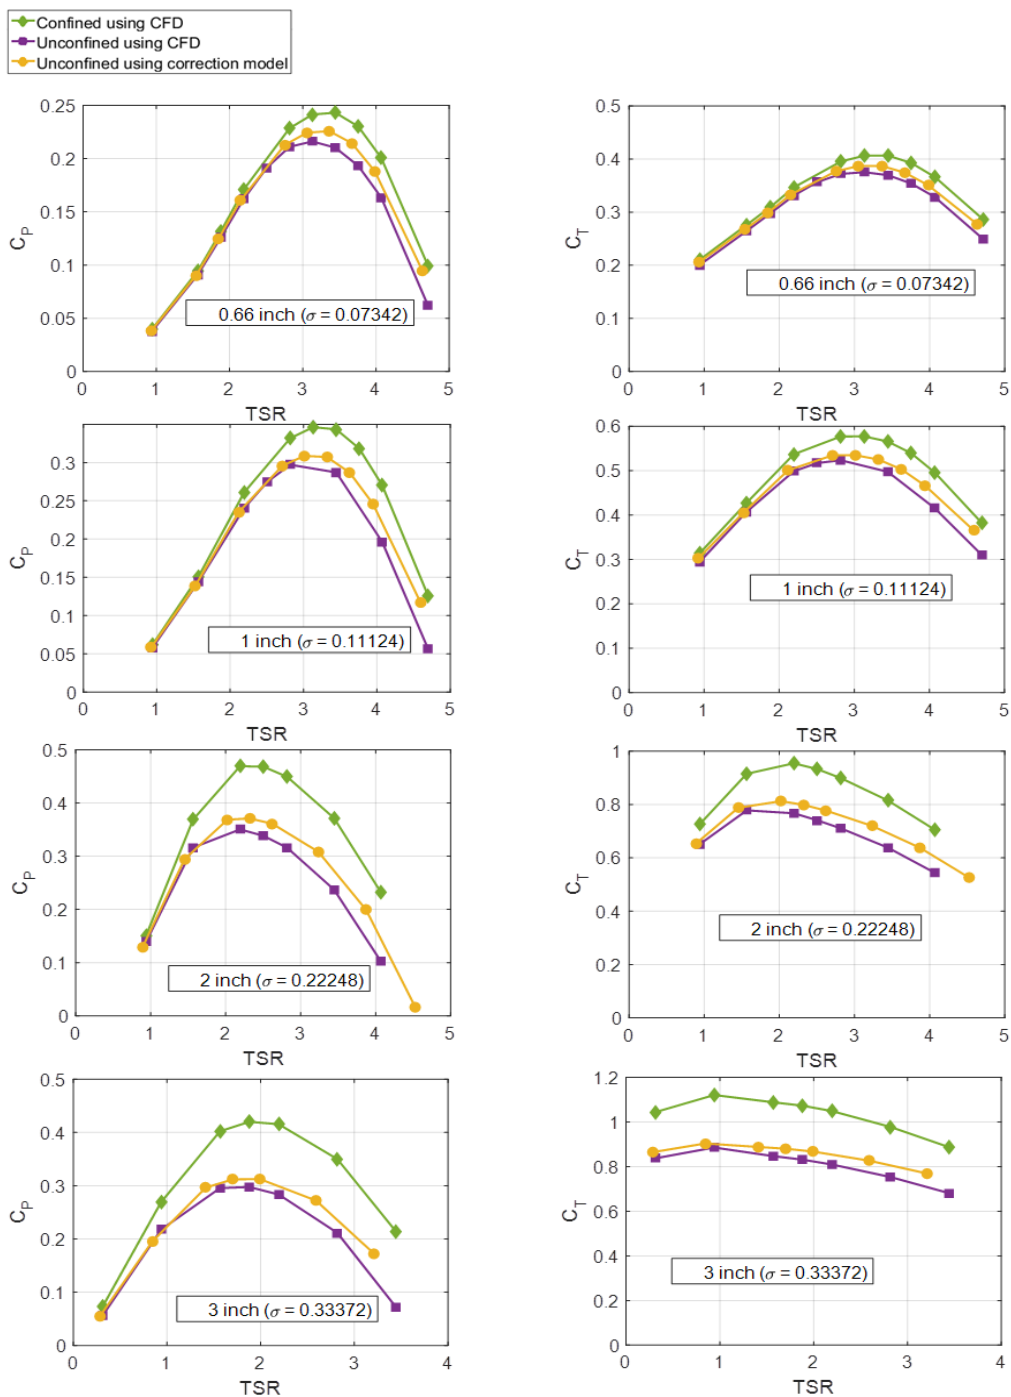 Confined using CFD
Unconfined using CFD
Unconfined using correction model
0.25
0.2
0.15
0.1
0.05
0
C_P
0 1 2 3 4 5
TSR
0.66 inch (σ = 0.07342)
0.5
0.4
0.3
0.2
0.1
0
C_T
0 1 2 3 4 5
TSR
0.66 inch (σ = 0.07342)
0.3
0.25
0.2
0.15
0.1
0.05
0
C_P
0 1 2 3 4 5
TSR
1 inch (σ = 0.11124)
0.6
0.5
0.4
0.3
0.2
0.1
0
C_T
0 1 2 3 4 5
TSR
1 inch (σ = 0.11124)
0.5
0.4
0.3
0.2
0.1
0
C_P
0 1 2 3 4 5
TSR
2 inch (σ = 0.22248)
1
0.8
0.6
0.4
0.2
0
C_T
0 1 2 3 4 5
TSR
2 inch (σ = 0.22248)
0.5
0.4
0.3
0.2
0.1
0
C_P
0 1 2 3 4
TSR
3 inch (σ = 0.33372)
1.2
1
0.8
0.6
0.4
0.2
0
C_T
0 1 2 3 4
TSR
3 inch (σ = 0.33372)